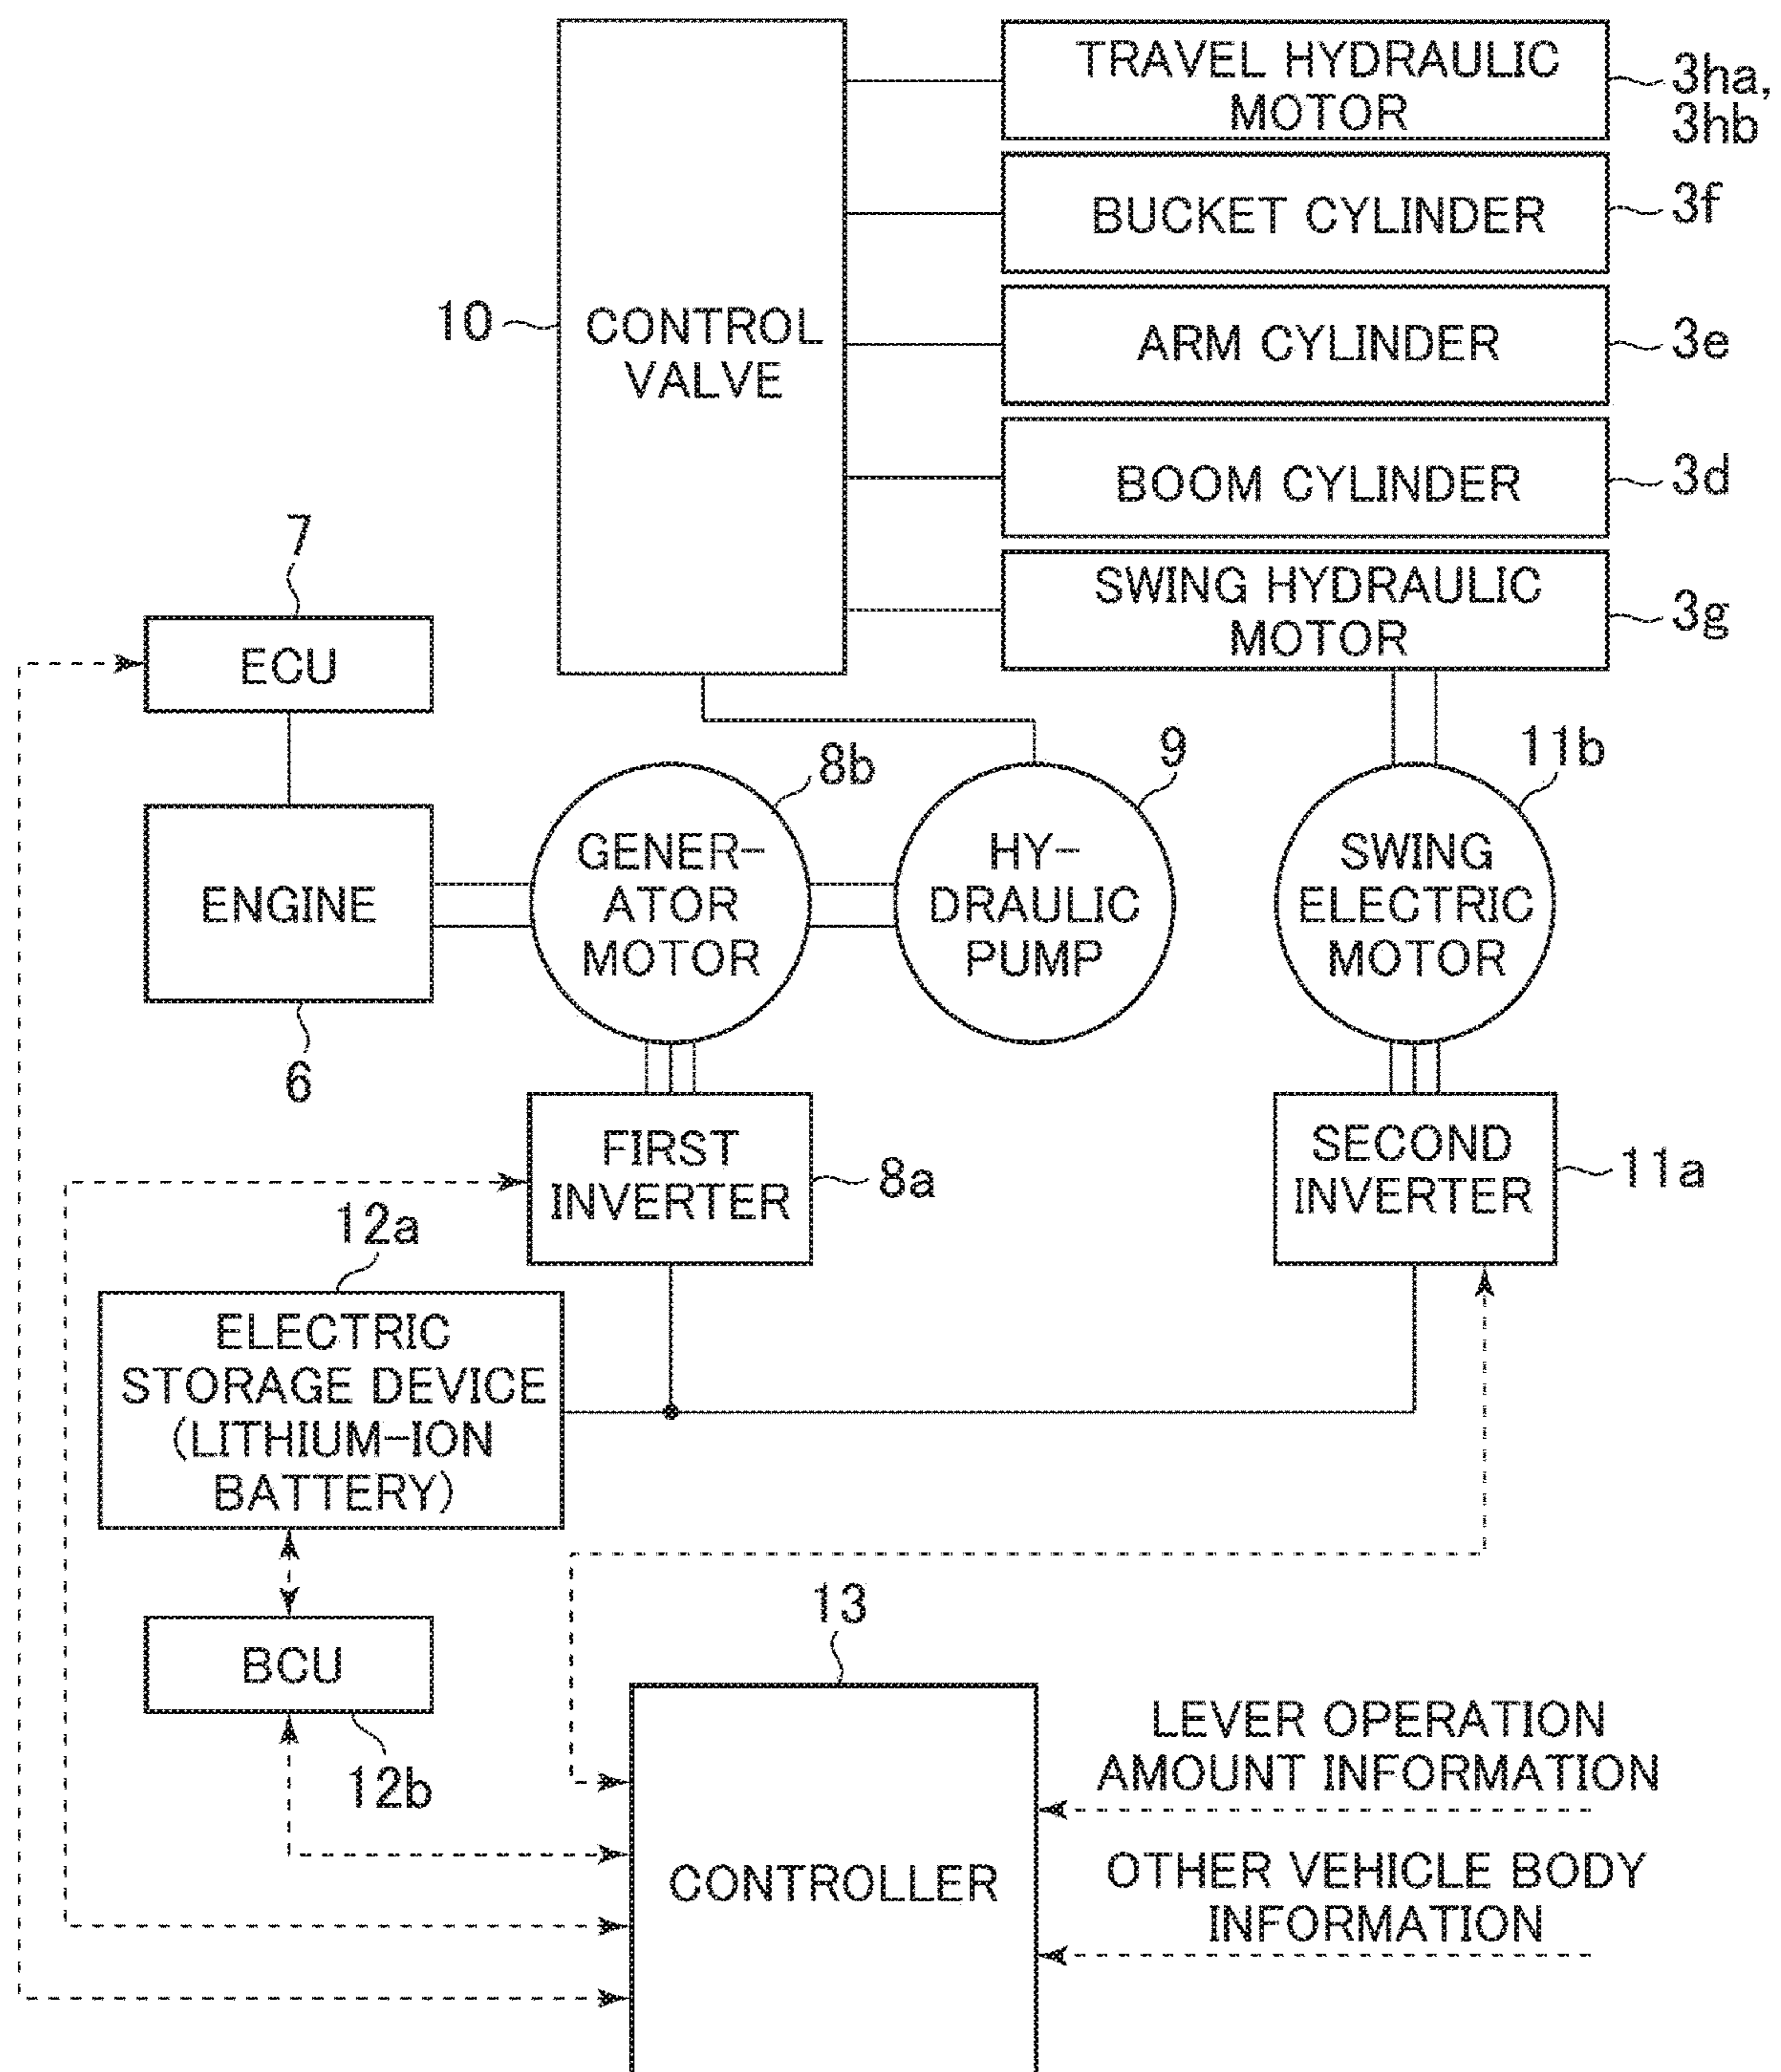 TRAVEL HYDRAULIC
MOTOR
3ha,
3hb
BUCKET CYLINDER
3f
10
CONTROL
VALVE
ARM CYLINDER
3e
BOOM CYLINDER
3d
SWING HYDRAULIC
MOTOR
3g
7
ECU
8b
9
11b
ENGINE
6
GENER-
ATOR
MOTOR
HY-
DRAULIC
PUMP
SWING
ELECTRIC
MOTOR
FIRST
INVERTER
8a
SECOND
INVERTER
11a
12a
ELECTRIC
STORAGE DEVICE
(LITHIUM-ION
BATTERY)
BCU
12b
13
CONTROLLER
LEVER OPERATION
AMOUNT INFORMATION
OTHER VEHICLE BODY
INFORMATION